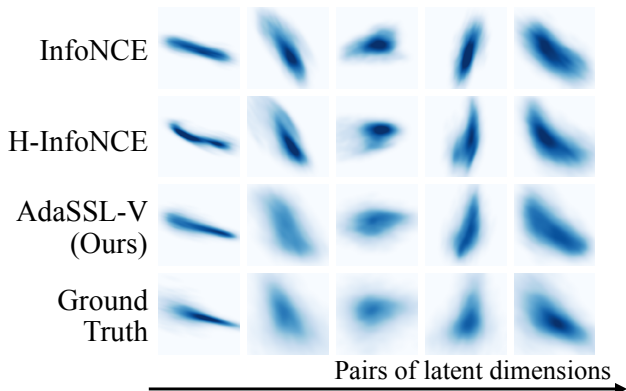 InfoNCE
H-InfoNCE
AdaSSL-V
(Ours)
Ground
Truth
Pairs of latent dimensions